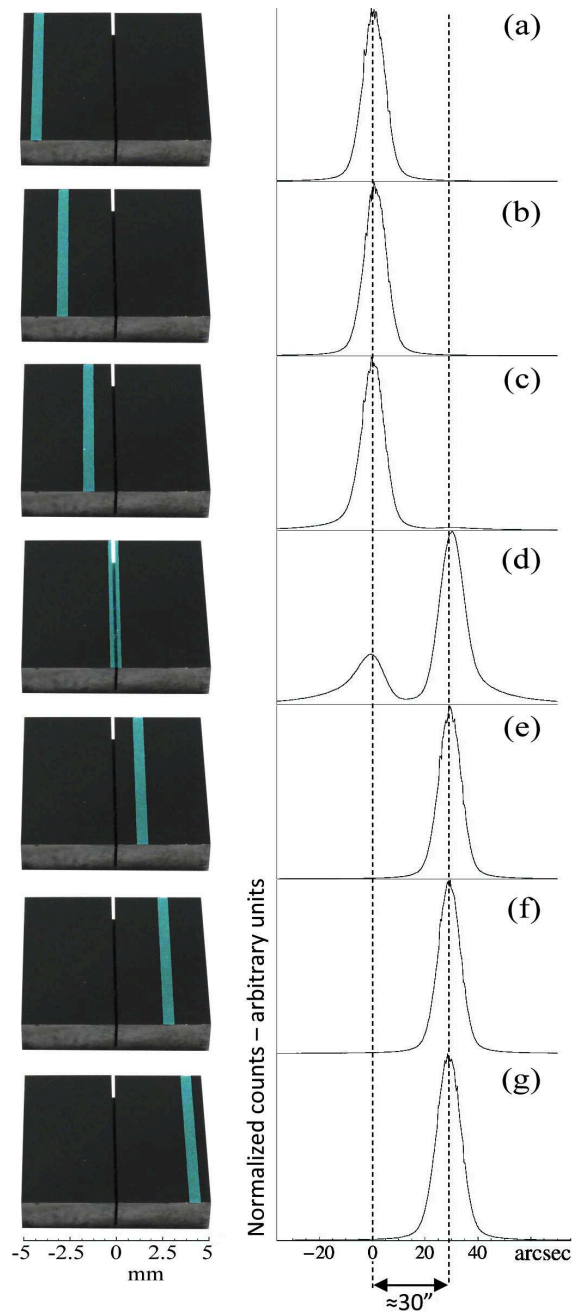 (a)
(b)
(c)
(d)
(e)
(f)
(g)
Normalized counts – arbitrary units
-5 -2.5 0 2.5 5
mm
−20 0 20 40 arcsec
≈30”